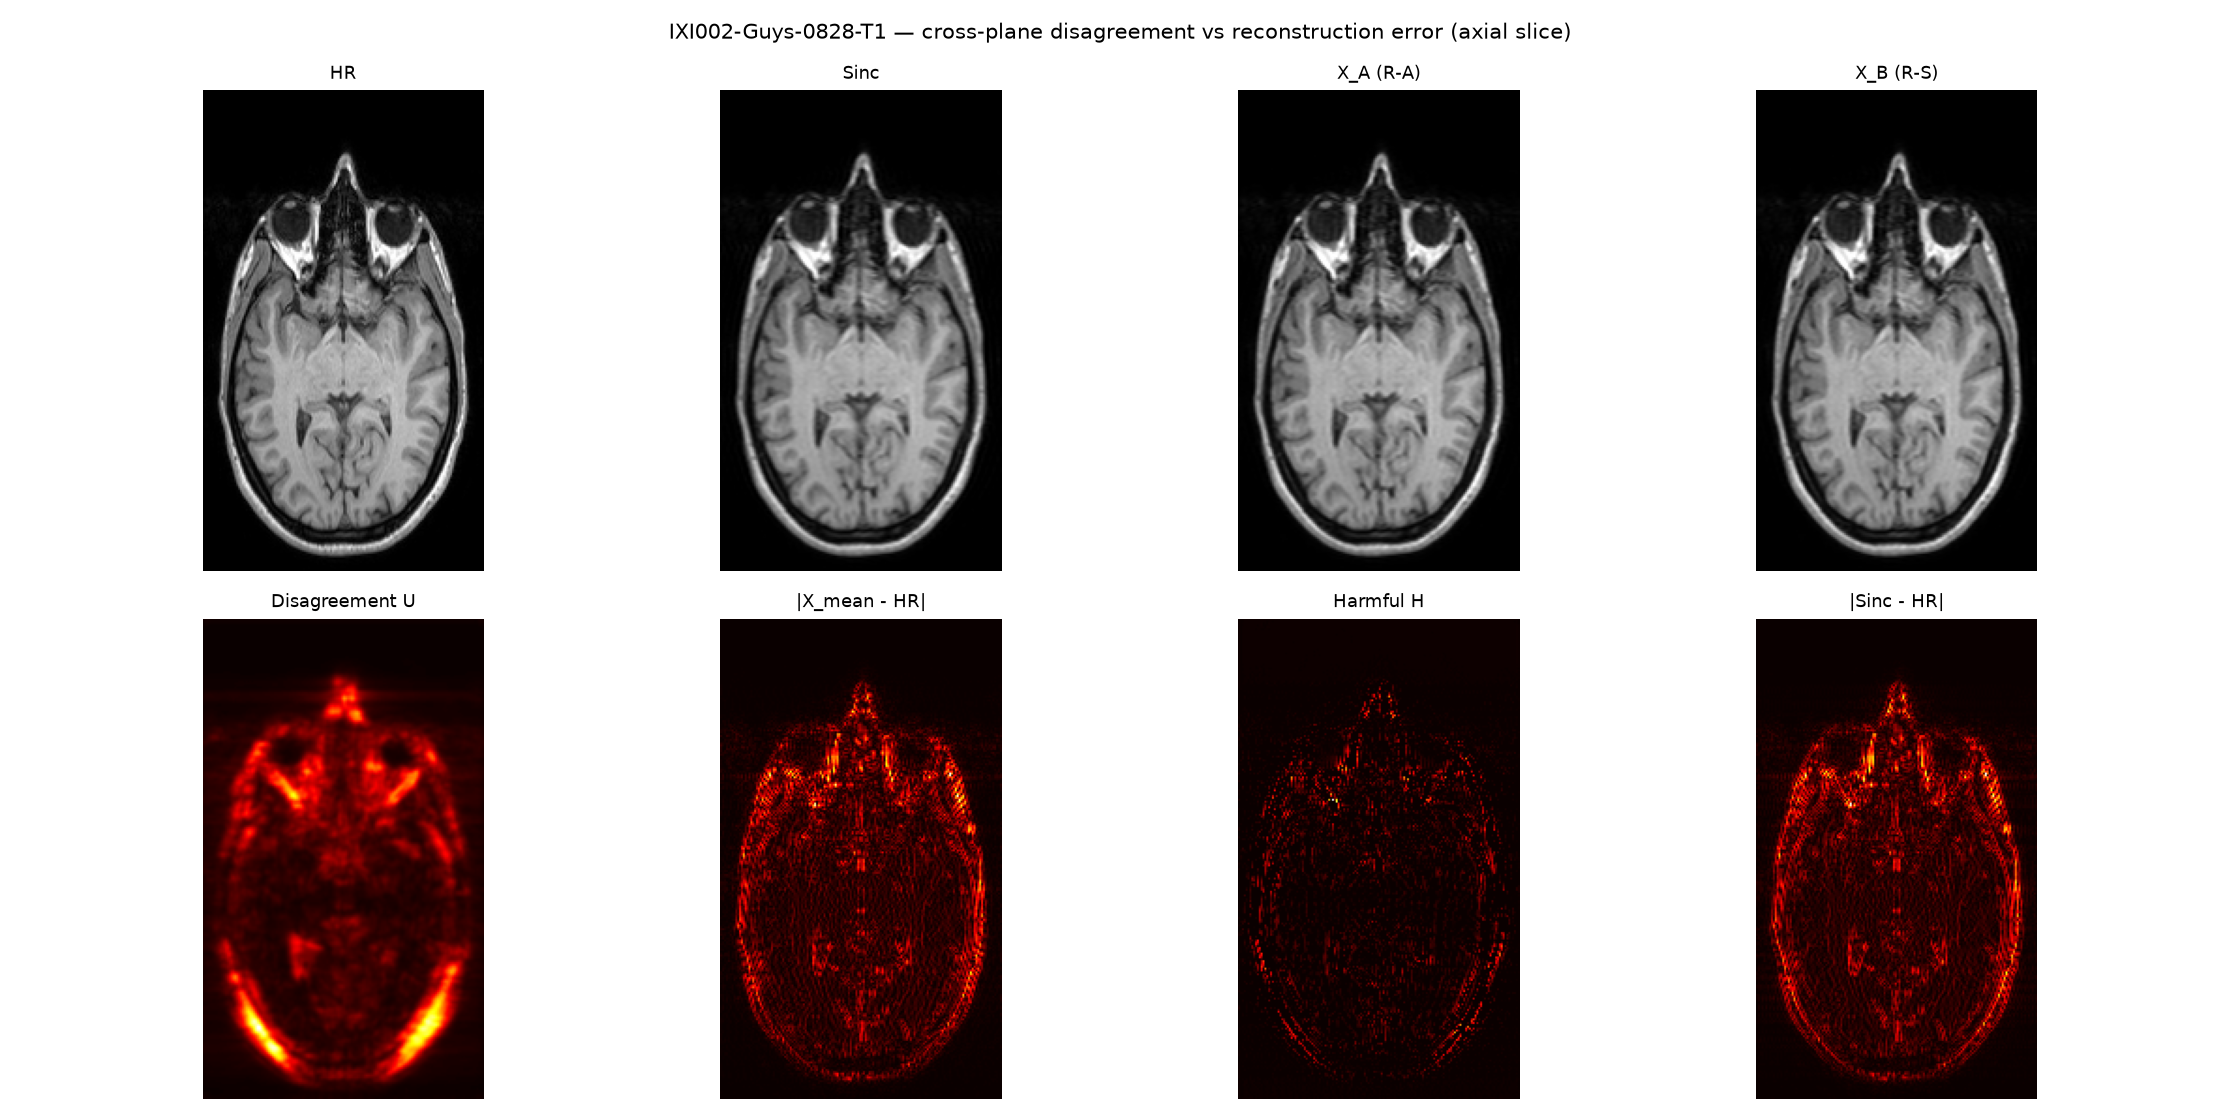 IXI002-Guys-0828-T1 — cross-plane disagreement vs reconstruction error (axial slice)
HR
Sinc
X_A (R-A)
X_B (R-S)
Disagreement U
|X_mean - HR|
Harmful H
|Sinc - HR|